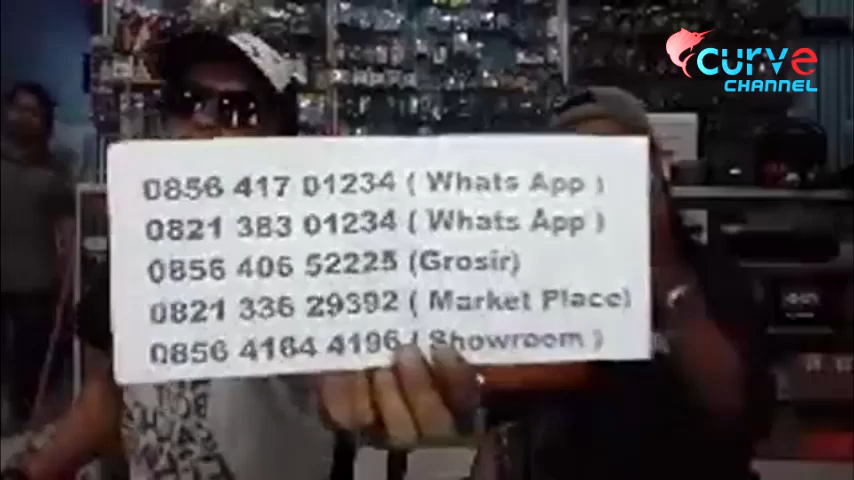 curve
CHANNEL
0856 417 01234 ( Whats App )
0821 383 01234 ( Whats App )
0856 406 52225 (Grosir)
0821 336 29392 ( Market Place)
0856 4164 4196 ( Showroom )